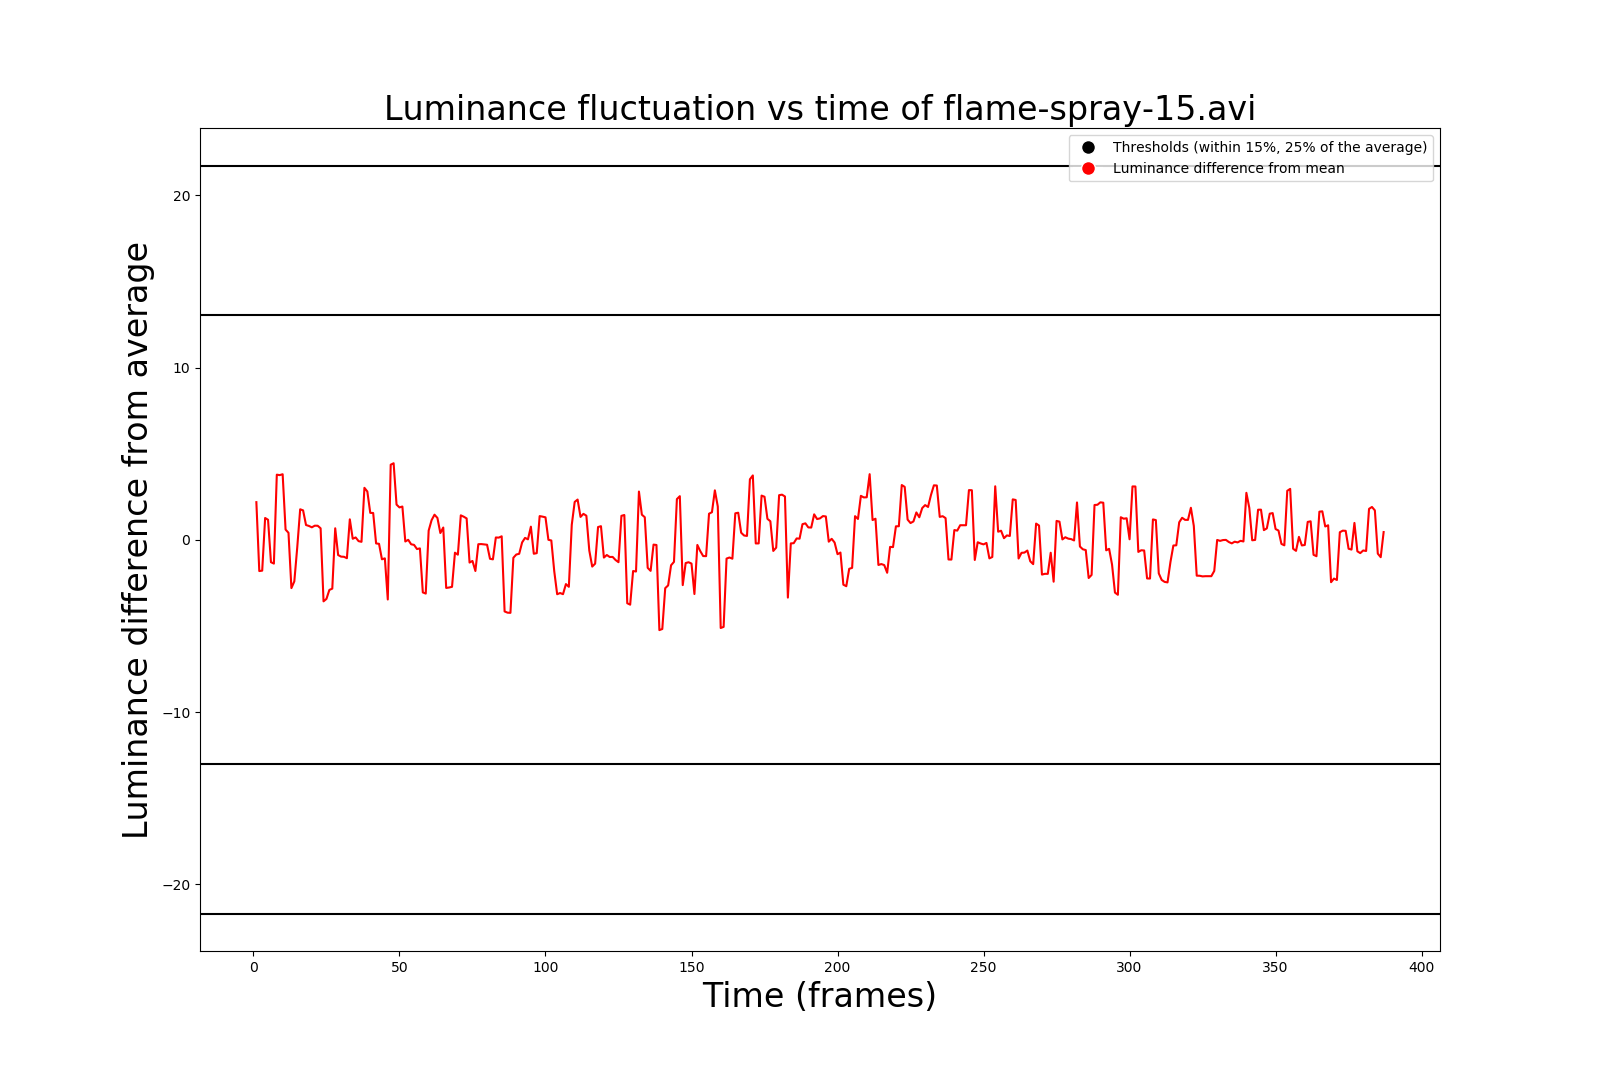 Luminance fluctuation vs time of flame-spray-15.avi
Thresholds (within 15%, 25% of the average)
Luminance difference from mean
Luminance difference from average
20
10
0
−10
−20
0 50 100 150 200 250 300 350 400
Time (frames)